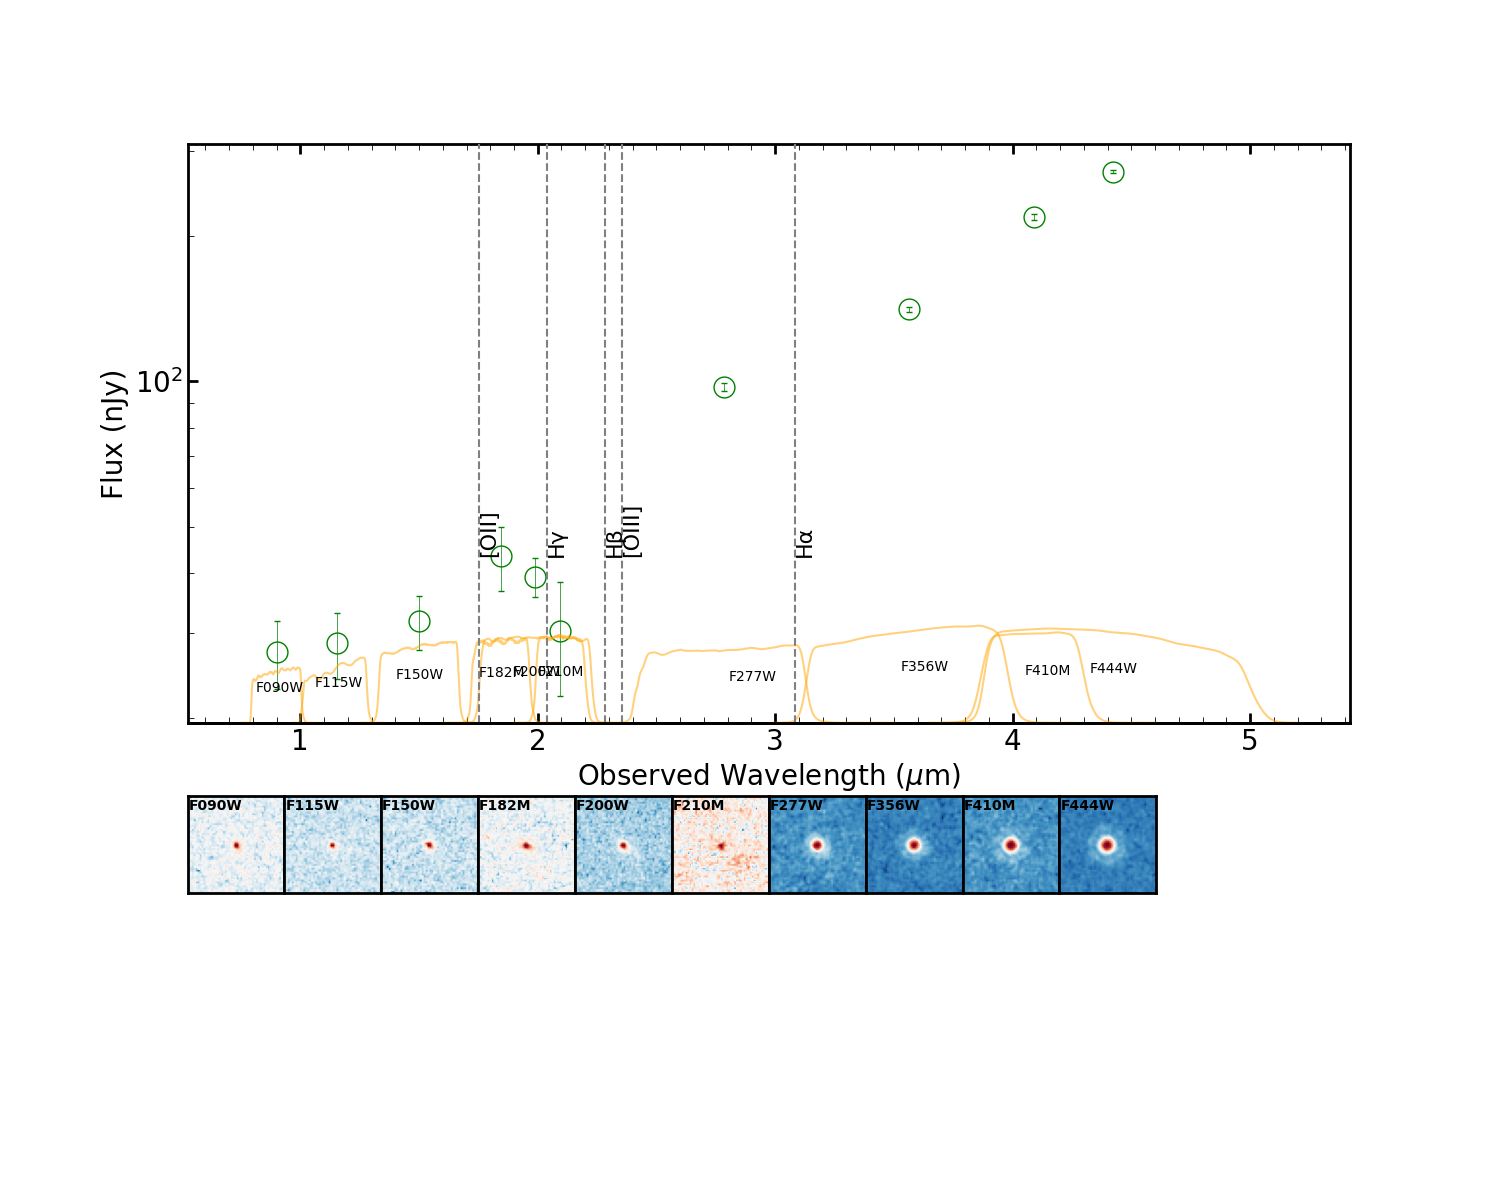 Flux (nJy)
10²
[OII]
Hγ
Hβ
[OIII]
Hα
F090W
F115W
F150W
F182M
F200W
F210M
F277W
F356W
F410M
F444W
1 2 3 4 5
Observed Wavelength (μm)
F090W F115W F150W F182M F200W F210M F277W F356W F410M F444W